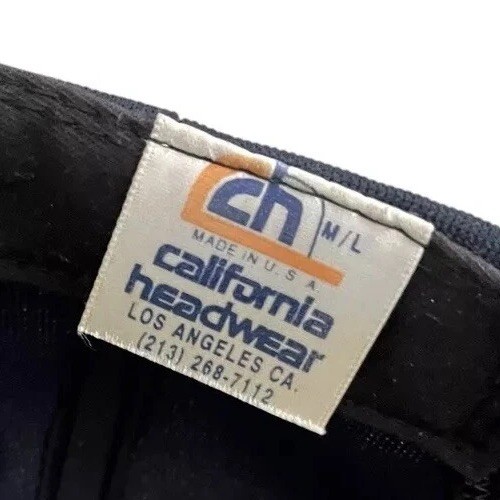 ch
M/L
MADE IN U.S.A.
california
headwear
LOS ANGELES CA.
(213) 268-7112